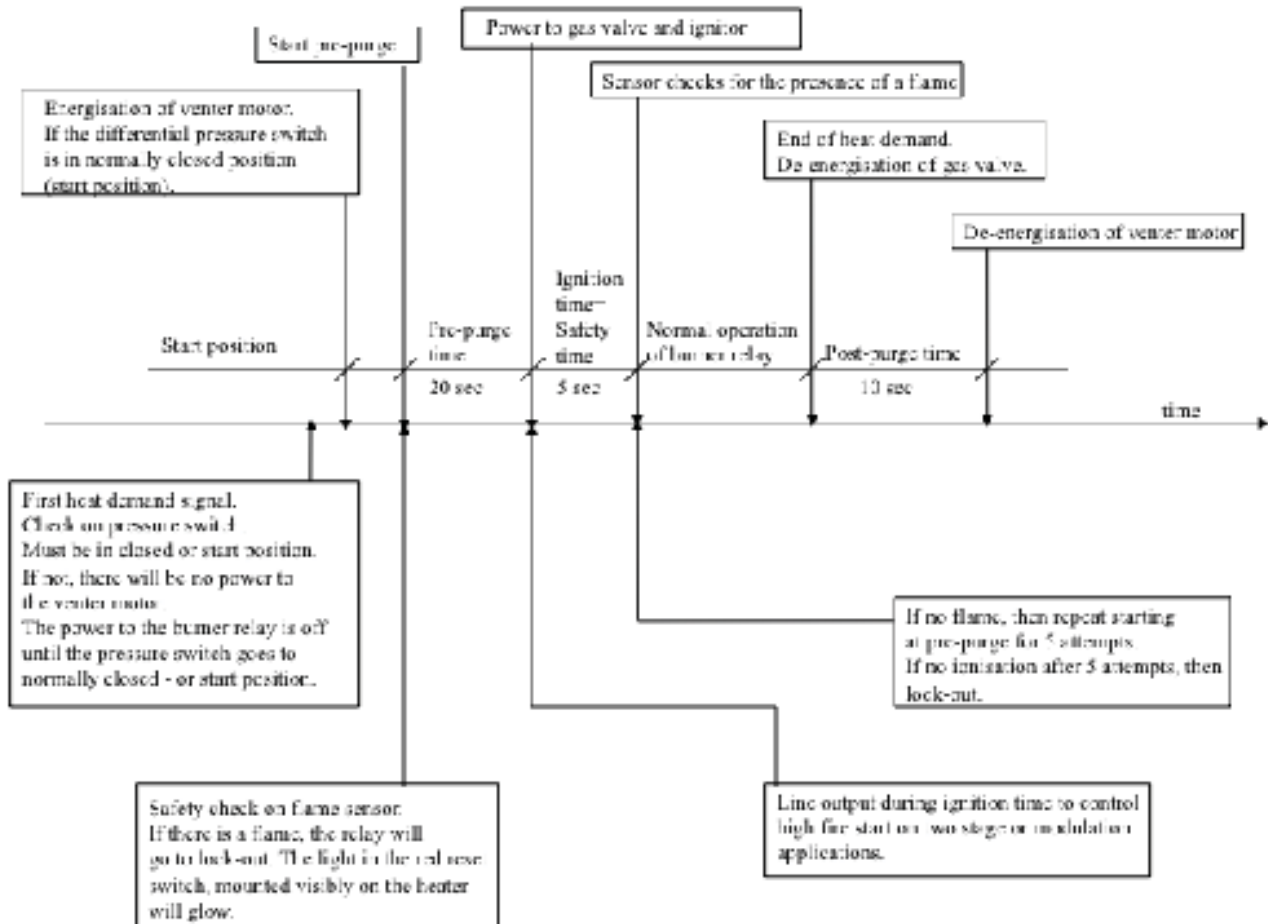 Start pre-purge
Power to gas valve and ignitor
Sensor checks for the presence of a flame
Energisation of venter motor.
If the differential pressure switch
is in normally closed position
(start position).
End of heat demand.
De-energisation of gas valve.
De-energisation of venter motor
Start position
Pre-purge
time
20 sec
Ignition
time=
Safety
time
5 sec
Normal operation
of burner relay
Post-purge time
10 sec
time
First heat demand signal.
Check on pressure switch.
Must be in closed or start position.
If not, there will be no power to
the venter motor.
The power to the burner relay is off
until the pressure switch goes to
normally closed - or start position.
If no flame, then repeat starting
at pre-purge for 5 attempts.
If no ionisation after 5 attempts, then
lock-out.
Safety check on flame sensor.
If there is a flame, the relay will
go to lock-out. The light in the red reset
switch, mounted visibly on the heater
will glow.
Line output during ignition time to control
high fire start on two stage or modulation
applications.